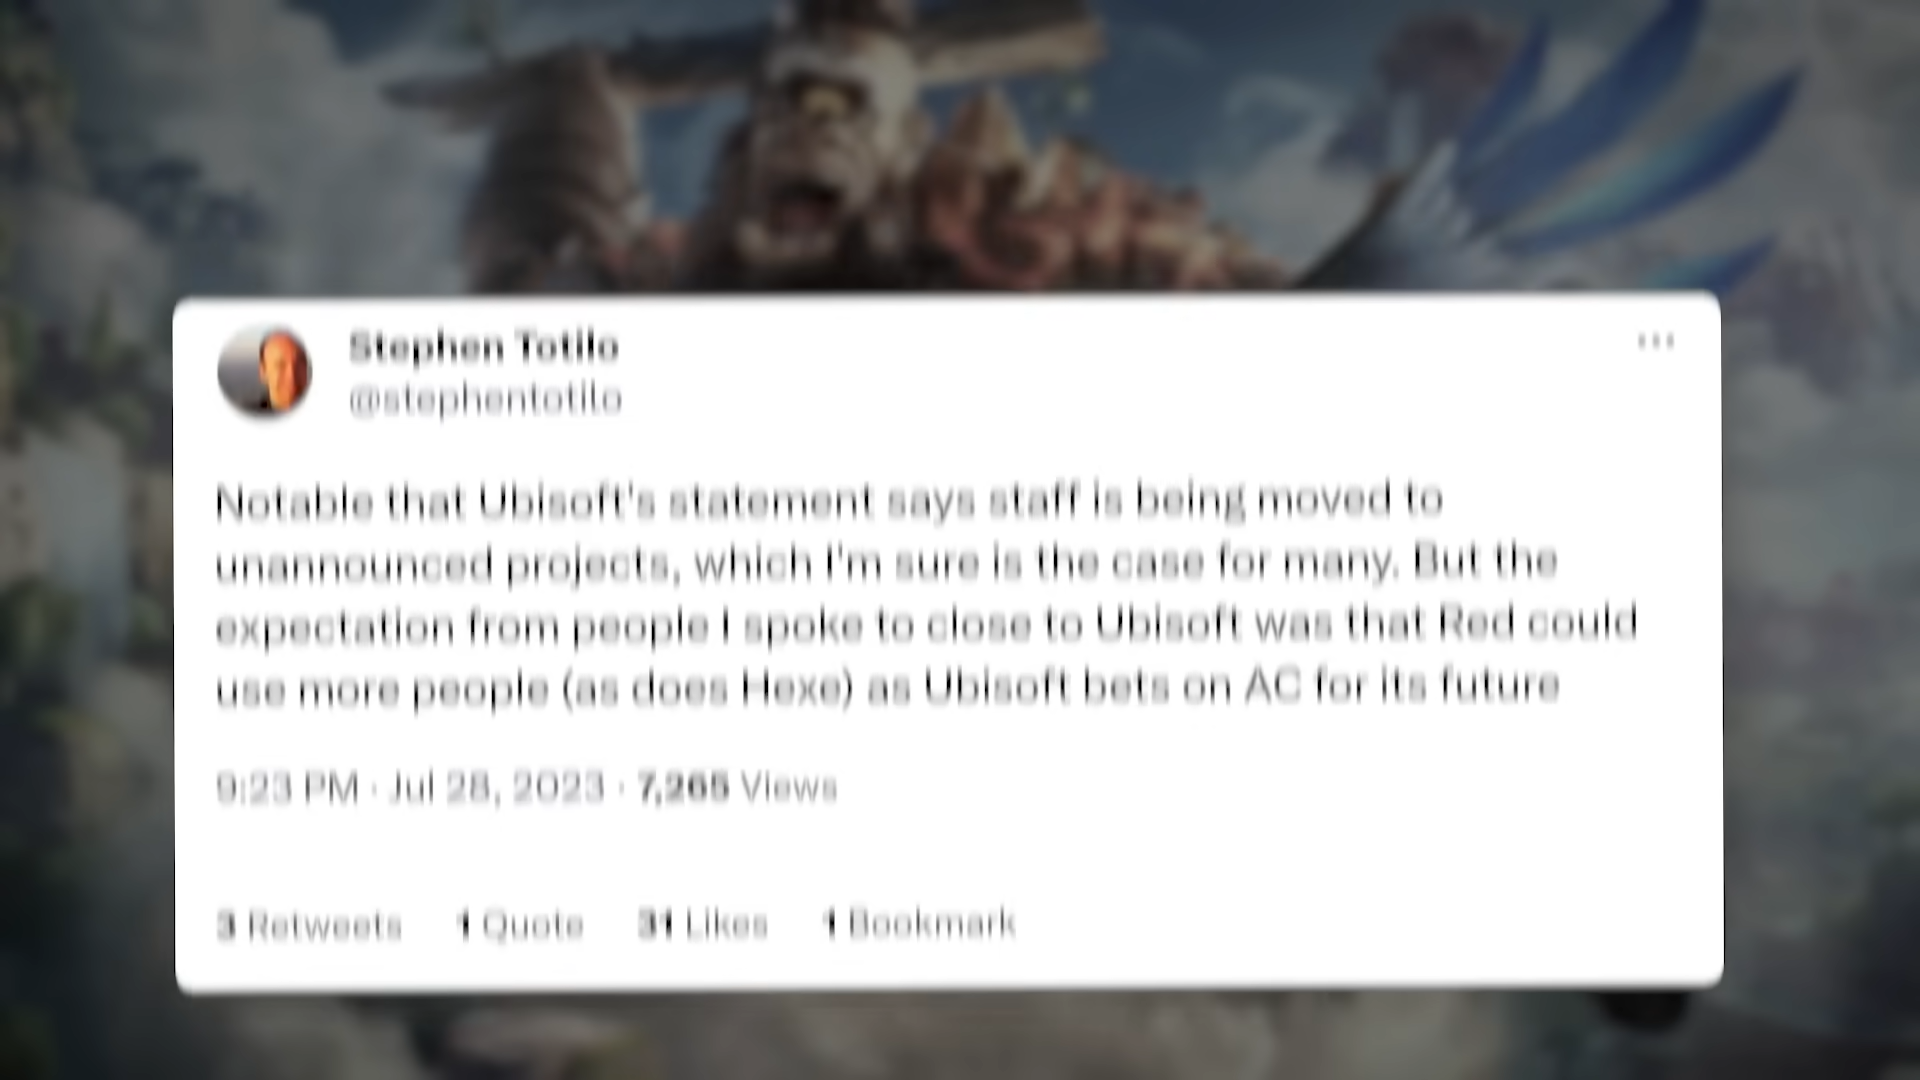 Stephen Totilo
@stephentotilo
Notable that Ubisoft's statement says staff is being moved to
unannounced projects, which I'm sure is the case for many. But the
expectation from people I spoke to close to Ubisoft was that Red could
use more people (as does Hexe) as Ubisoft bets on AC for its future
9:23 PM · Jul 28, 2023 · 7,265 Views
3 Retweets 1 Quote 31 Likes 1 Bookmark